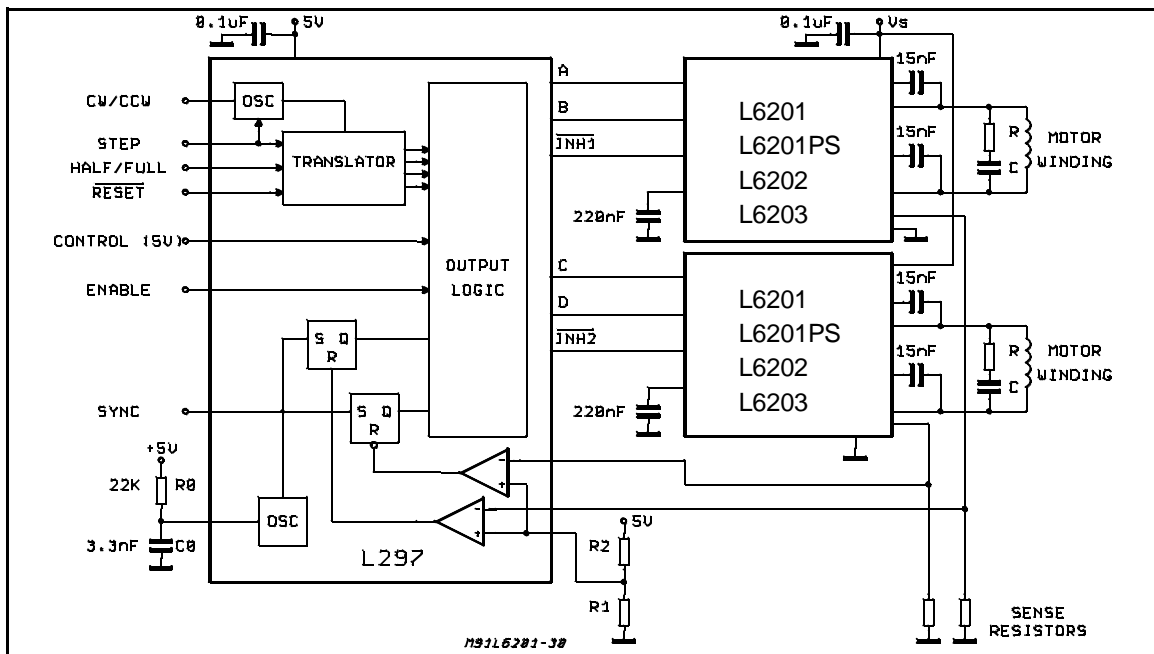 0.1uF
5V
0.1uF
Vs
CW/CCW
OSC
STEP
HALF/FULL
RESET
TRANSLATOR
CONTROL (5V)
ENABLE
OUTPUT
LOGIC
S Q
R
SYNC
S Q
R
+5V
22K
R0
OSC
3.3nF
C0
L297
A
B
INH1
220nF
C
D
INH2
220nF
L6201
L6201PS
L6202
L6203
15nF
15nF
R
C
MOTOR
WINDING
L6201
L6201PS
L6202
L6203
15nF
15nF
R
C
MOTOR
WINDING
-
+
-
+
5V
R2
R1
SENSE
RESISTORS
M91L6201-30